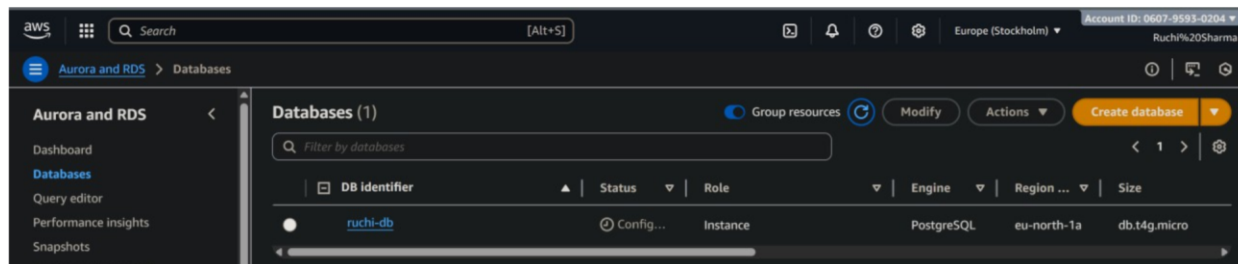 aws Search [Alt+S] Europe (Stockholm) ▼ Account ID: 0607-9593-0204 ▼
Ruchi%20Sharma
Aurora and RDS > Databases
Aurora and RDS <
Dashboard
Databases
Query editor
Performance insights
Snapshots
Databases (1) Group resources Modify Actions ▼ Create database ▼
Filter by databases < 1 >
DB identifier ▲ Status Role Engine Region ... Size
ruchi-db Config... Instance PostgreSQL eu-north-1a db.t4g.micro